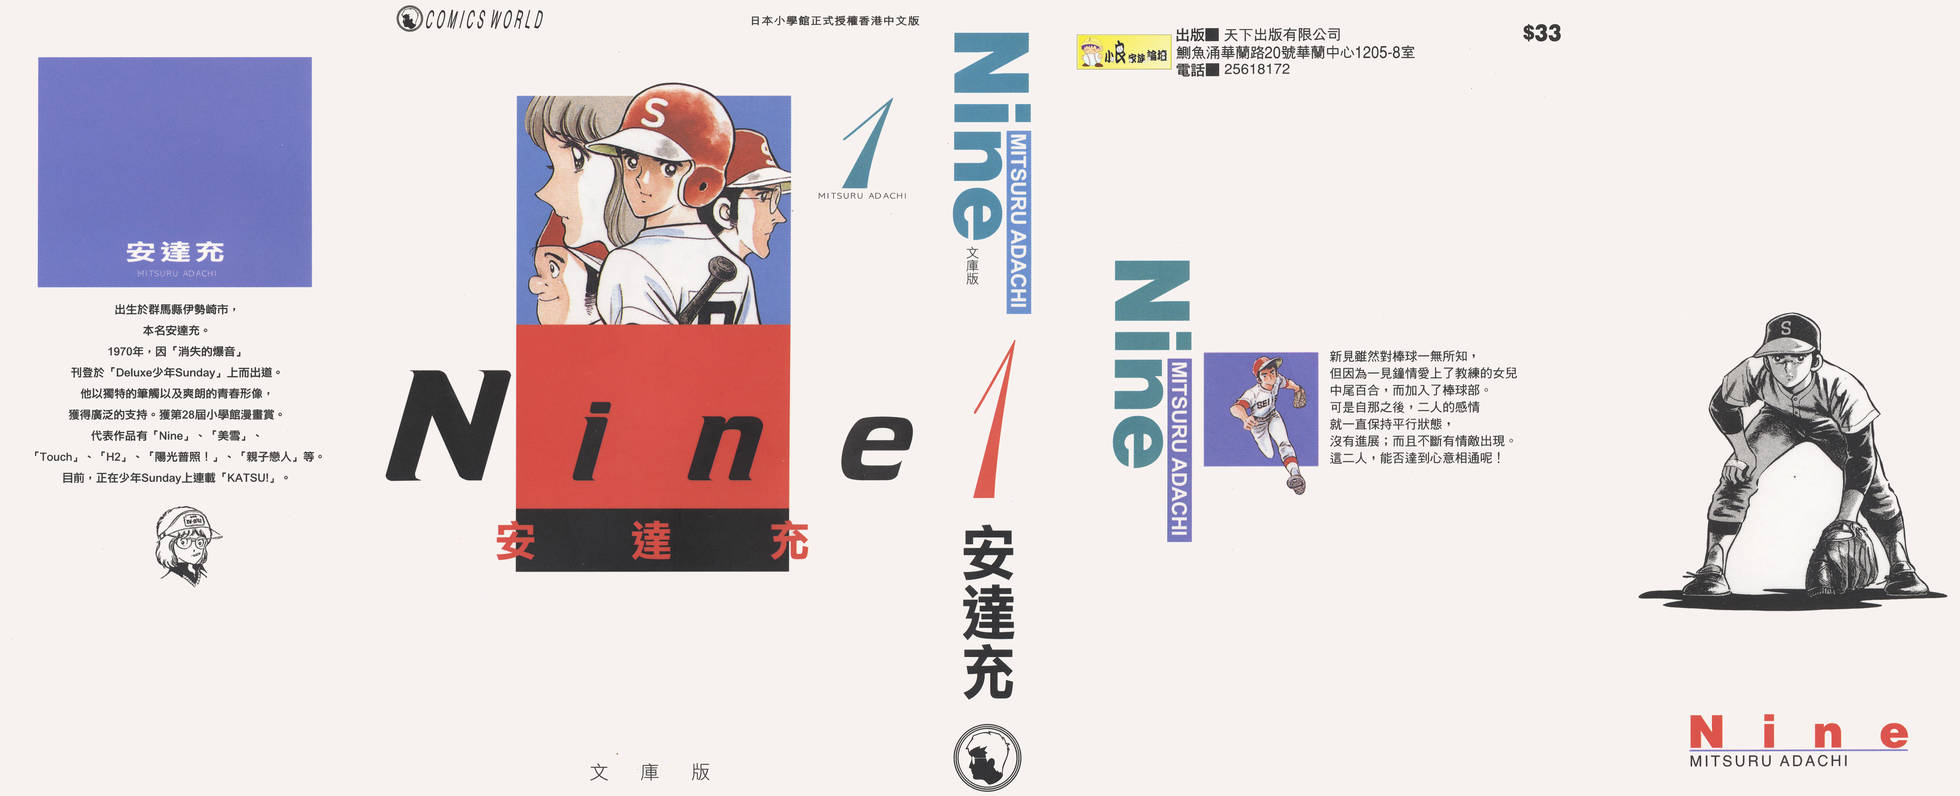 安達充
MITSURU ADACHI
出生於群馬縣伊勢崎市，
本名安達充。
1970年，因「消失的爆音」
刊登於「Deluxe少年Sunday」上而出道。
他以獨特的筆觸以及爽朗的青春形像，
獲得廣泛的支持。獲第28屆小學館漫畫賞。
代表作品有「Nine」、「美雪」、
「Touch」、「H2」、「陽光普照！」、「親子戀人」等。
目前，正在少年Sunday上連載「KATSU!」。
COMICS WORLD
日本小學館正式授權香港中文版
S
S
1
MITSURU ADACHI
Nine
安達充
文庫版
Nine
MITSURU ADACHI
文庫版
1
安達充
小良家族論壇
出版■ 天下出版有限公司
鰂魚涌華蘭路20號華蘭中心1205-8室
電話■ 25618172
$33
Nine
MITSURU ADACHI
新見雖然對棒球一無所知，
但因為一見鐘情愛上了教練的女兒
中尾百合，而加入了棒球部。
可是自那之後，二人的感情
就一直保持平行狀態，
沒有進展；而且不斷有情敵出現。
這二人，能否達到心意相通呢！
S
Nine
MITSURU ADACHI